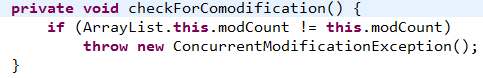 private void checkForComodification() {
    if (ArrayList.this.modCount != this.modCount)
        throw new ConcurrentModificationException();
}